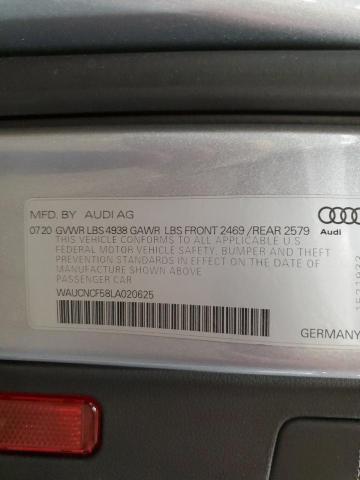 MFD. BY AUDI AG
07 20 GVWR LBS 4938 GAWR LBS FRONT 2469 /REAR 2579
THIS VEHICLE CONFORMS TO ALL APPLICABLE U.S.
FEDERAL MOTOR VEHICLE SAFETY, BUMPER AND THEFT
PREVENTION STANDARDS IN EFFECT ON THE DATE OF
MANUFACTURE SHOWN ABOVE.
PASSENGER CAR
WAUCNCF58LA020625
Audi
GERMANY